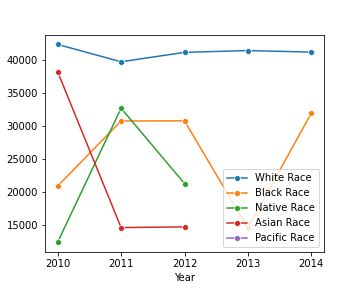 40000
35000
30000
25000
20000
15000
2010 2011 2012 2013 2014
Year
White Race
Black Race
Native Race
Asian Race
Pacific Race